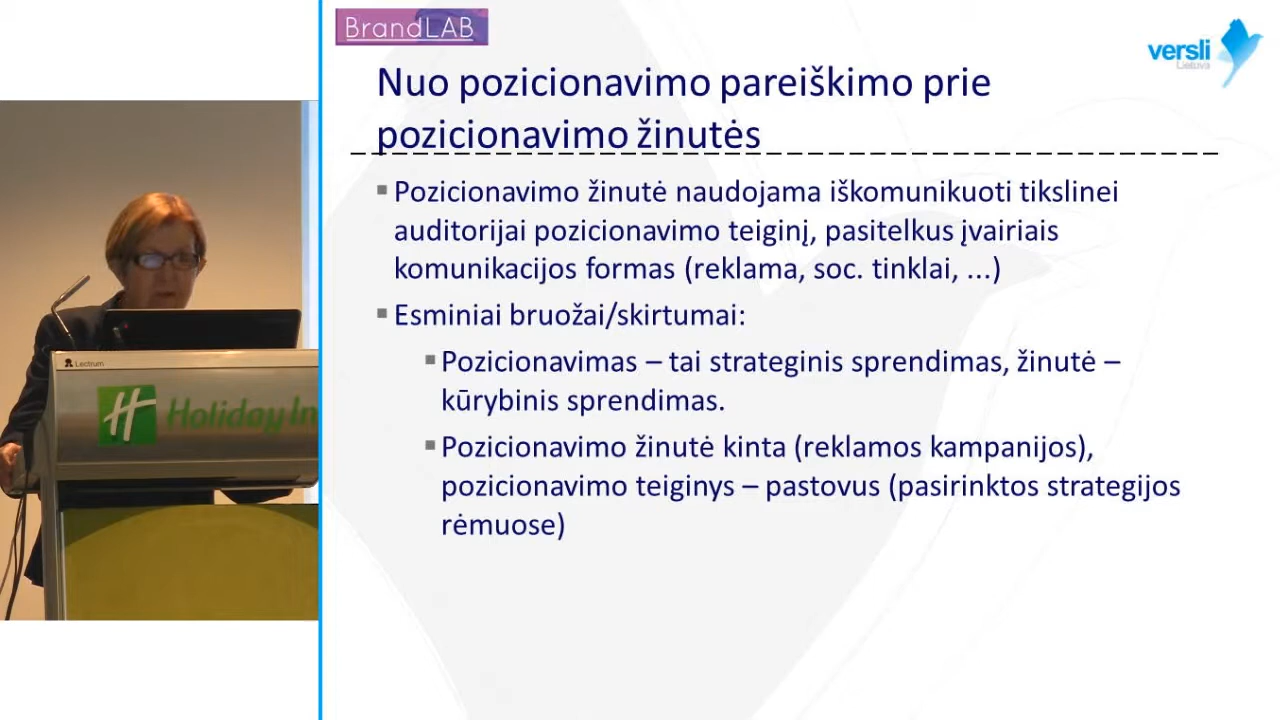 BrandLAB
versli
Lietuva
Nuo pozicionavimo pareiškimo prie
pozicionavimo žinutės
Pozicionavimo žinutė naudojama iškomunikuoti tikslinei
auditorijai pozicionavimo teiginį, pasitelkus įvairiais
komunikacijos formas (reklama, soc. tinklai, ...)
Esminiai bruožai/skirtumai:
Pozicionavimas – tai strateginis sprendimas, žinutė –
kūrybinis sprendimas.
Pozicionavimo žinutė kinta (reklamos kampanijos),
pozicionavimo teiginys – pastovus (pasirinktos strategijos
rėmuose)
Lectrum
H Holiday In